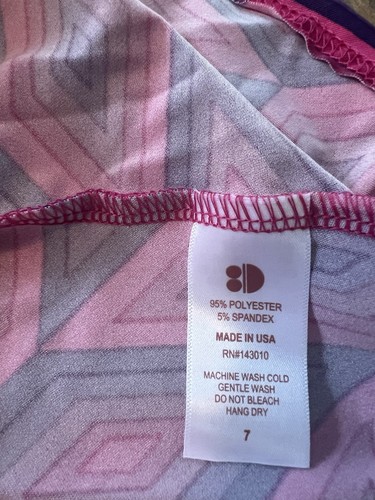 8D
95% POLYESTER
5% SPANDEX
MADE IN USA
RN#143010
MACHINE WASH COLD
GENTLE WASH
DO NOT BLEACH
HANG DRY
7